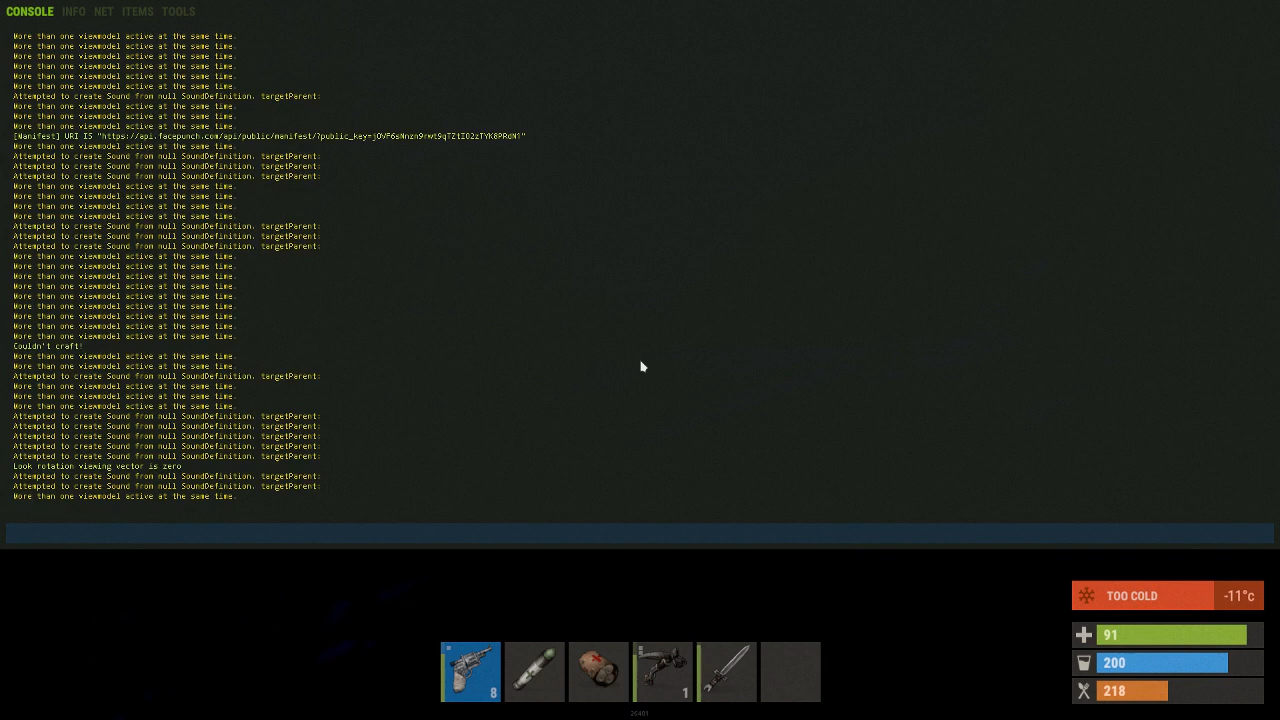 CONSOLE INFO NET ITEMS TOOLS
More than one viewmodel active at the same time.
More than one viewmodel active at the same time.
More than one viewmodel active at the same time.
More than one viewmodel active at the same time.
More than one viewmodel active at the same time.
More than one viewmodel active at the same time.
Attempted to create Sound from null SoundDefinition. targetParent:
More than one viewmodel active at the same time.
More than one viewmodel active at the same time.
More than one viewmodel active at the same time.
[Manifest] URI IS "https://api.facepunch.com/api/public/manifest/?public_key=jOVF6sNnzn9rwt9qTZtIO2zTYK8PRdN1"
More than one viewmodel active at the same time.
Attempted to create Sound from null SoundDefinition. targetParent:
Attempted to create Sound from null SoundDefinition. targetParent:
Attempted to create Sound from null SoundDefinition. targetParent:
More than one viewmodel active at the same time.
More than one viewmodel active at the same time.
More than one viewmodel active at the same time.
More than one viewmodel active at the same time.
Attempted to create Sound from null SoundDefinition. targetParent:
Attempted to create Sound from null SoundDefinition. targetParent:
Attempted to create Sound from null SoundDefinition. targetParent:
More than one viewmodel active at the same time.
More than one viewmodel active at the same time.
More than one viewmodel active at the same time.
More than one viewmodel active at the same time.
More than one viewmodel active at the same time.
More than one viewmodel active at the same time.
More than one viewmodel active at the same time.
More than one viewmodel active at the same time.
More than one viewmodel active at the same time.
Couldn't craft!
More than one viewmodel active at the same time.
More than one viewmodel active at the same time.
Attempted to create Sound from null SoundDefinition. targetParent:
More than one viewmodel active at the same time.
More than one viewmodel active at the same time.
More than one viewmodel active at the same time.
Attempted to create Sound from null SoundDefinition. targetParent:
Attempted to create Sound from null SoundDefinition. targetParent:
Attempted to create Sound from null SoundDefinition. targetParent:
Attempted to create Sound from null SoundDefinition. targetParent:
Attempted to create Sound from null SoundDefinition. targetParent:
Look rotation viewing vector is zero
Attempted to create Sound from null SoundDefinition. targetParent:
Attempted to create Sound from null SoundDefinition. targetParent:
More than one viewmodel active at the same time.
TOO COLD -11°c
91
200
218
8
1